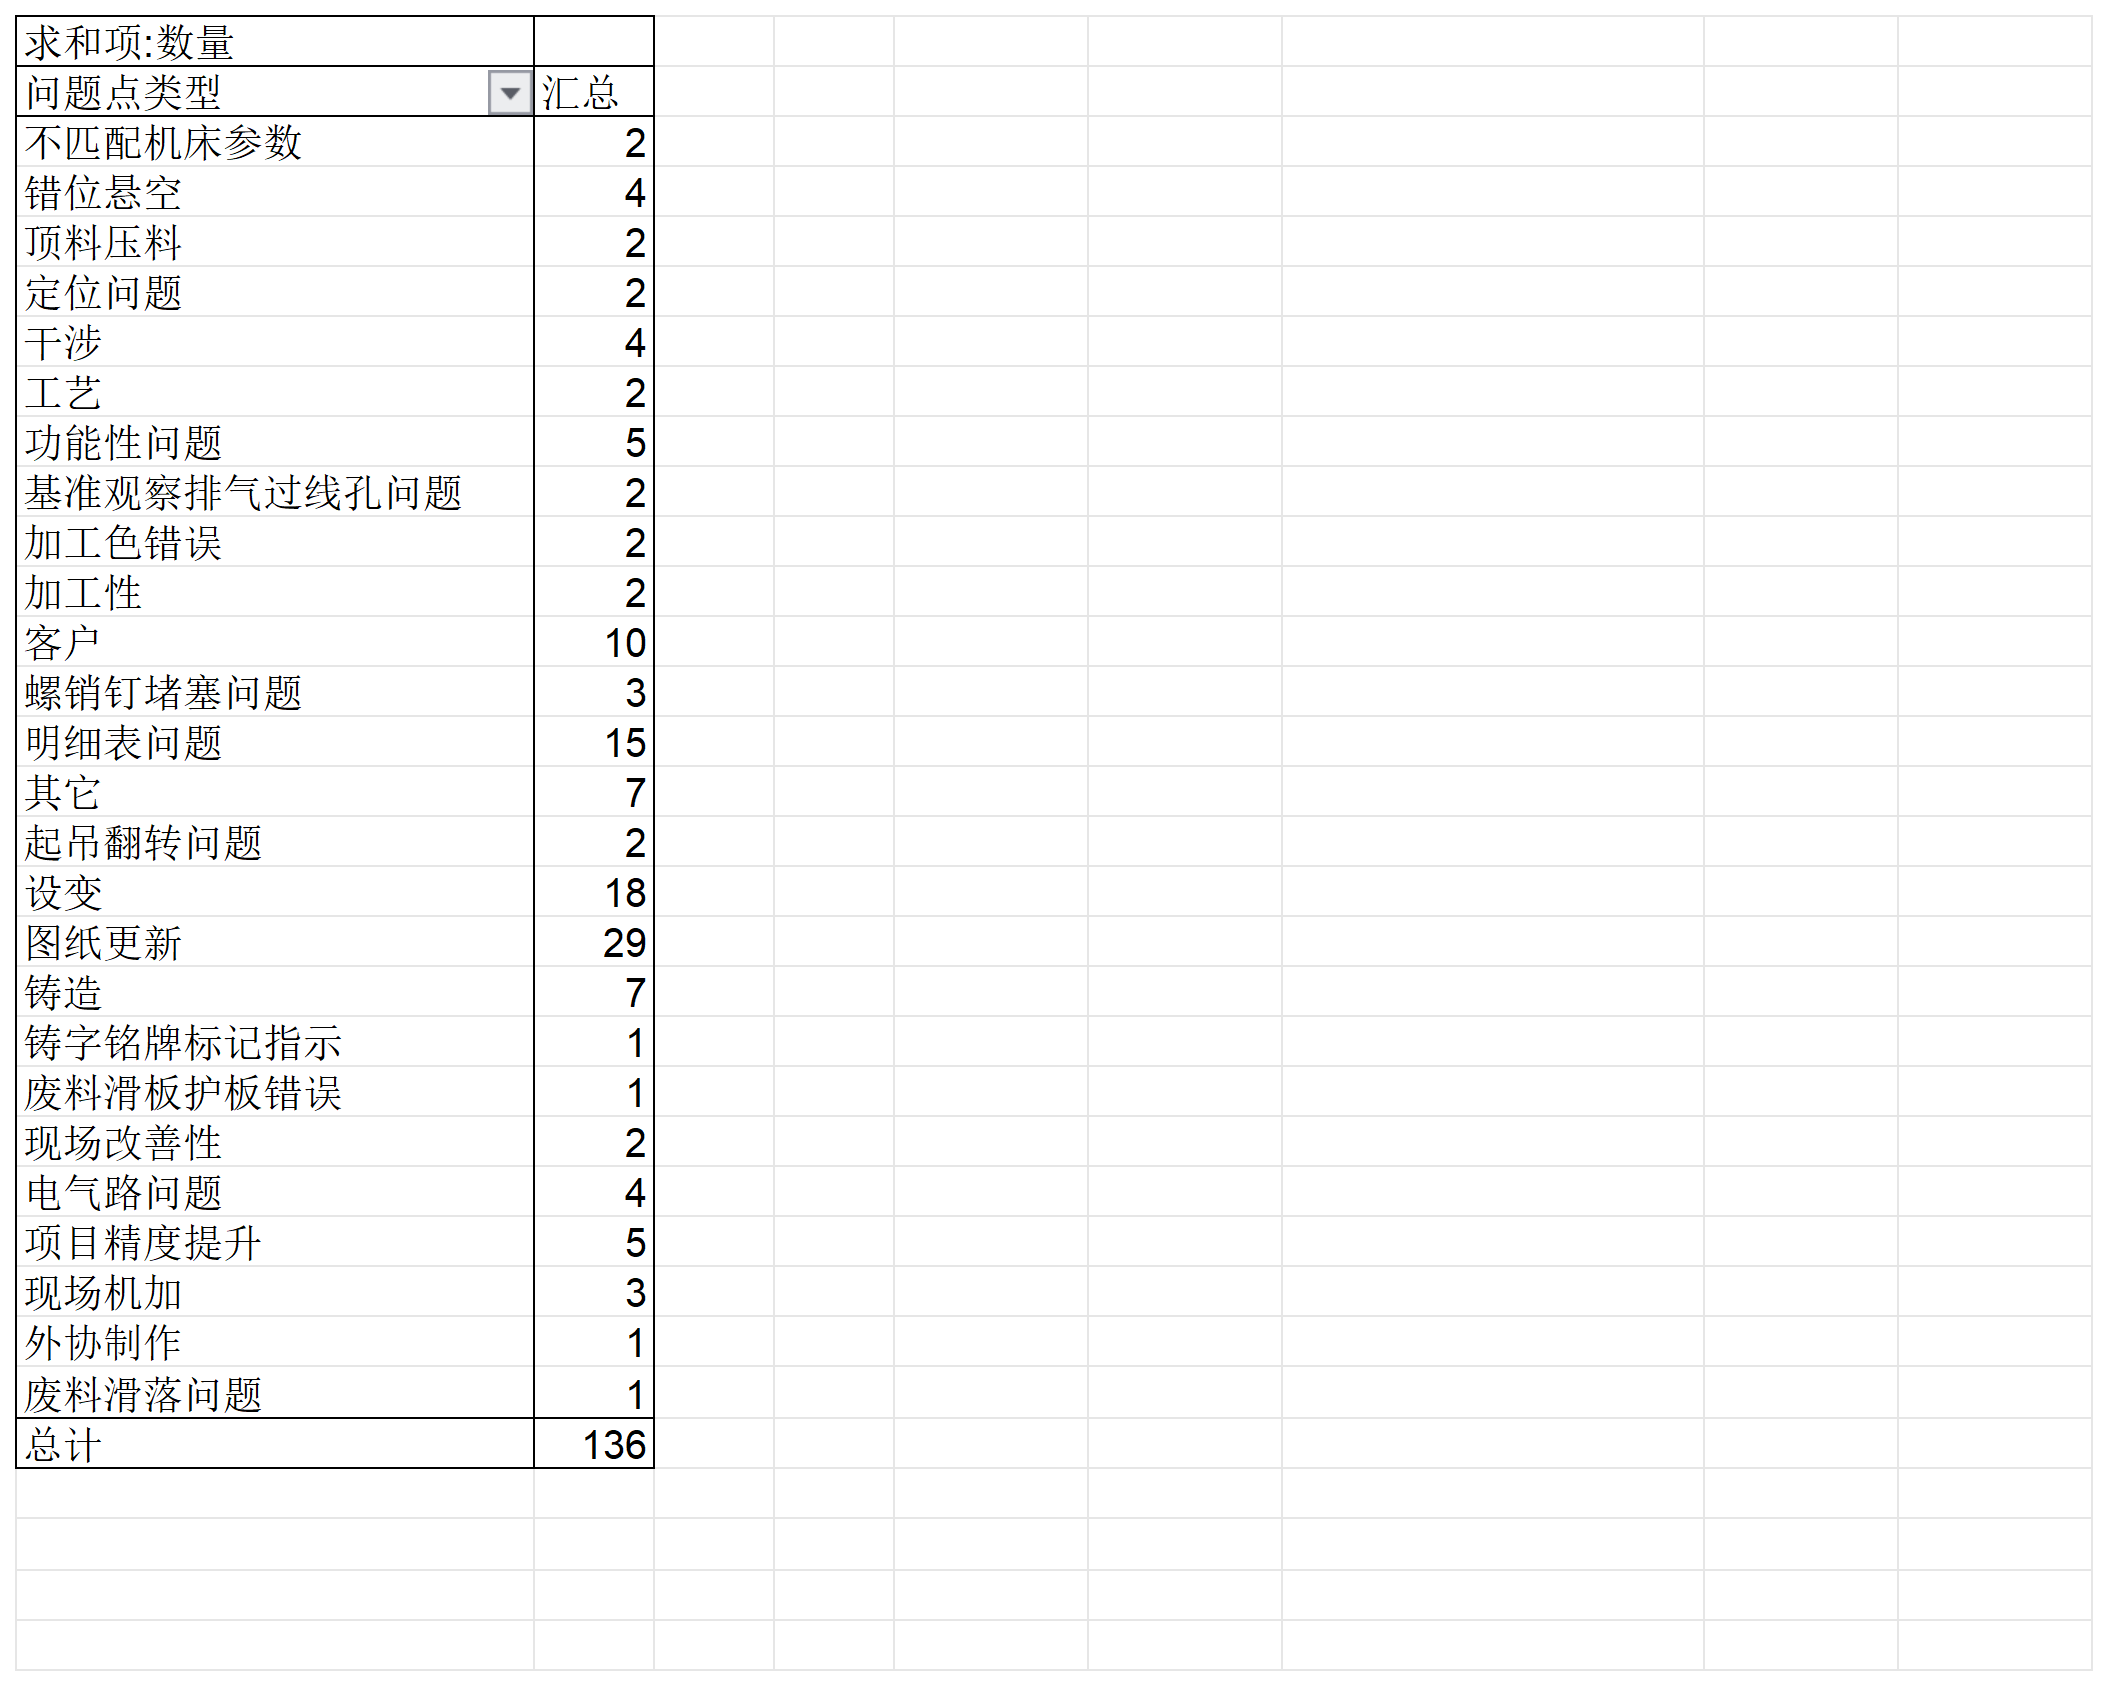 求和项:数量
问题点类型 汇总
不匹配机床参数 2
错位悬空 4
顶料压料 2
定位问题 2
干涉 4
工艺 2
功能性问题 5
基准观察排气过线孔问题 2
加工色错误 2
加工性 2
客户 10
螺销钉堵塞问题 3
明细表问题 15
其它 7
起吊翻转问题 2
设变 18
图纸更新 29
铸造 7
铸字铭牌标记指示 1
废料滑板护板错误 1
现场改善性 2
电气路问题 4
项目精度提升 5
现场机加 3
外协制作 1
废料滑落问题 1
总计 136